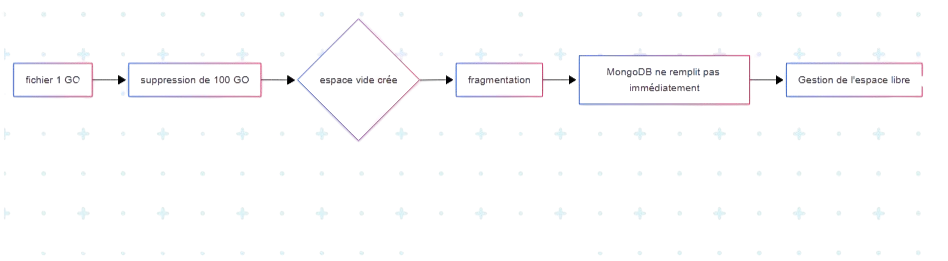 fichier 1 GO
suppression de 100 GO
espace vide crée
fragmentation
MongoDB ne remplit pas
immédiatement
Gestion de l'espace libre